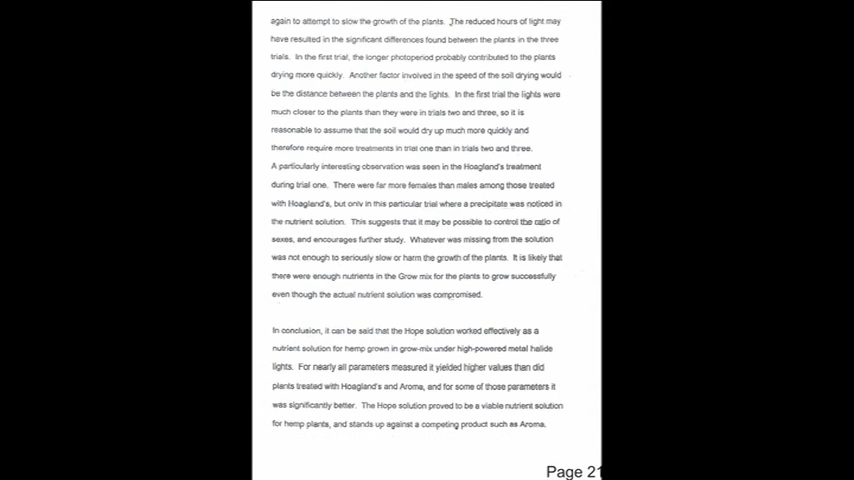 again to attempt to slow the growth of the plants. The reduced hours of light may
have resulted in the significant differences found between the plants in the three
trials. In the first trial, the longer photoperiod probably contributed to the plants
drying more quickly. Another factor involved in the speed of the soil drying would
be the distance between the plants and the lights. In the first trial the lights were
much closer to the plants than they were in trials two and three, so it is
reasonable to assume that the soil would dry up much more quickly and
therefore require more treatments in trial one than in trials two and three.
A particularly interesting observation was seen in the Hoagland's treatment
during trial one. There were far more females than males among those treated
with Hoagland's, but only in this particular trial where a precipitate was noticed in
the nutrient solution. This suggests that it may be possible to control the ratio of
sexes, and encourages further study. Whatever was missing from the solution
was not enough to seriously slow or harm the growth of the plants. It is likely that
there were enough nutrients in the Grow mix for the plants to grow successfully
even though the actual nutrient solution was compromised.
In conclusion, it can be said that the Hope solution worked effectively as a
nutrient solution for hemp grown in grow-mix under high-powered metal halide
lights. For nearly all parameters measured it yielded higher values than did
plants treated with Hoagland's and Aroma, and for some of those parameters it
was significantly better. The Hope solution proved to be a viable nutrient solution
for hemp plants, and stands up against a competing product such as Aroma.
Page 21